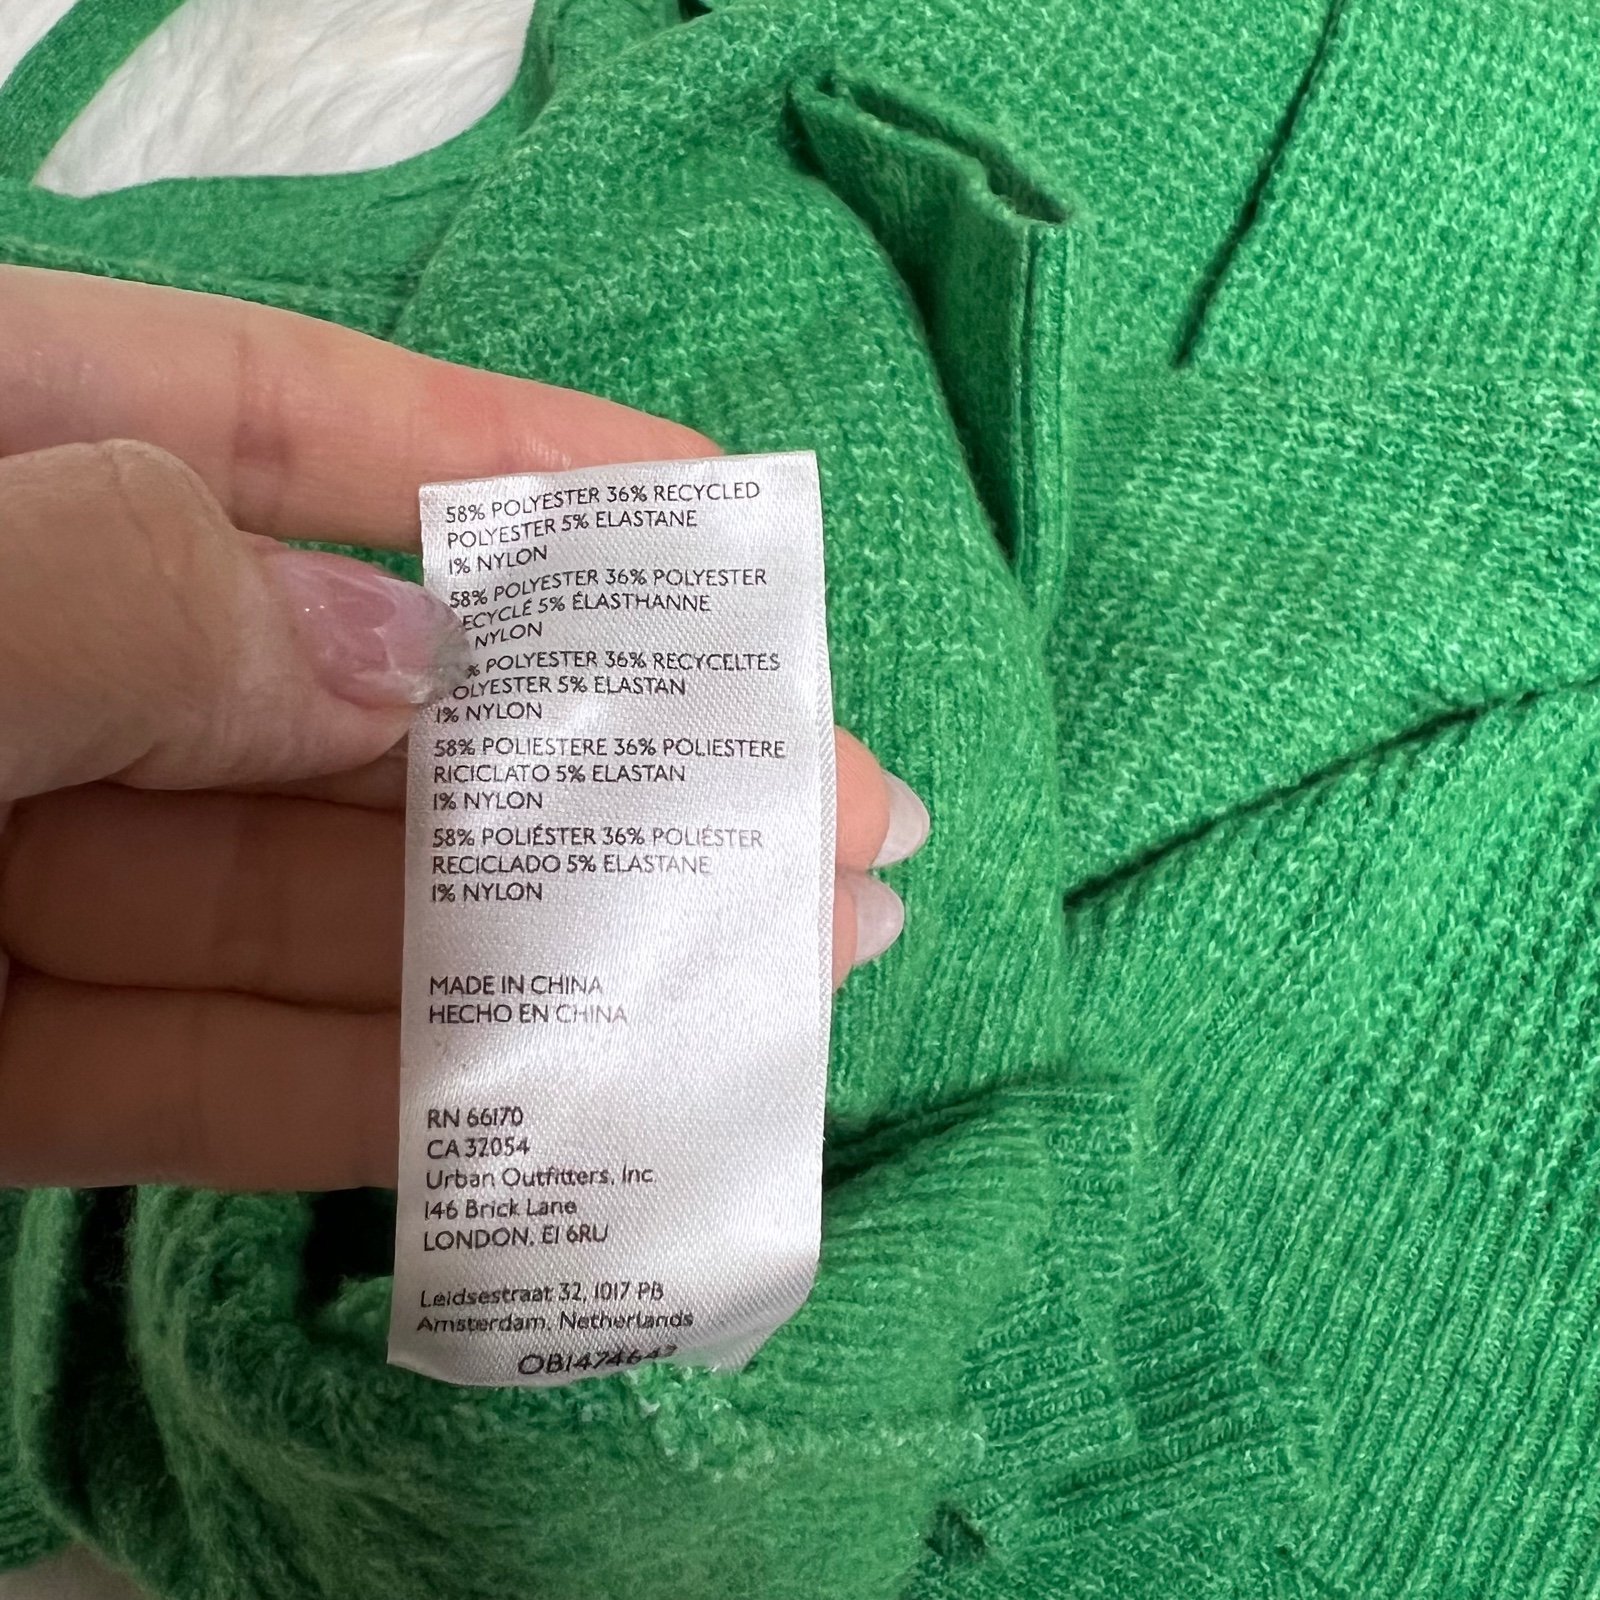 58% POLYESTER 36% RECYCLED
POLYESTER 5% ELASTANE
1% NYLON
58% POLYESTER 36% POLYESTER
ECYCLÉ 5% ÉLASTHANNE
NYLON
% POLYESTER 36% RECYCELTES
OLYESTER 5% ELASTAN
1% NYLON
58% POLIESTERE 36% POLIESTERE
RICICLATO 5% ELASTAN
1% NYLON
58% POLIÉSTER 36% POLIÉSTER
RECICLADO 5% ELASTANE
1% NYLON
MADE IN CHINA
HECHO EN CHINA
RN 66170
CA 32054
Urban Outfitters, Inc.
146 Brick Lane
LONDON, E1 6RU
Leidsestraat 32, 1017 PB
Amsterdam, Netherlands